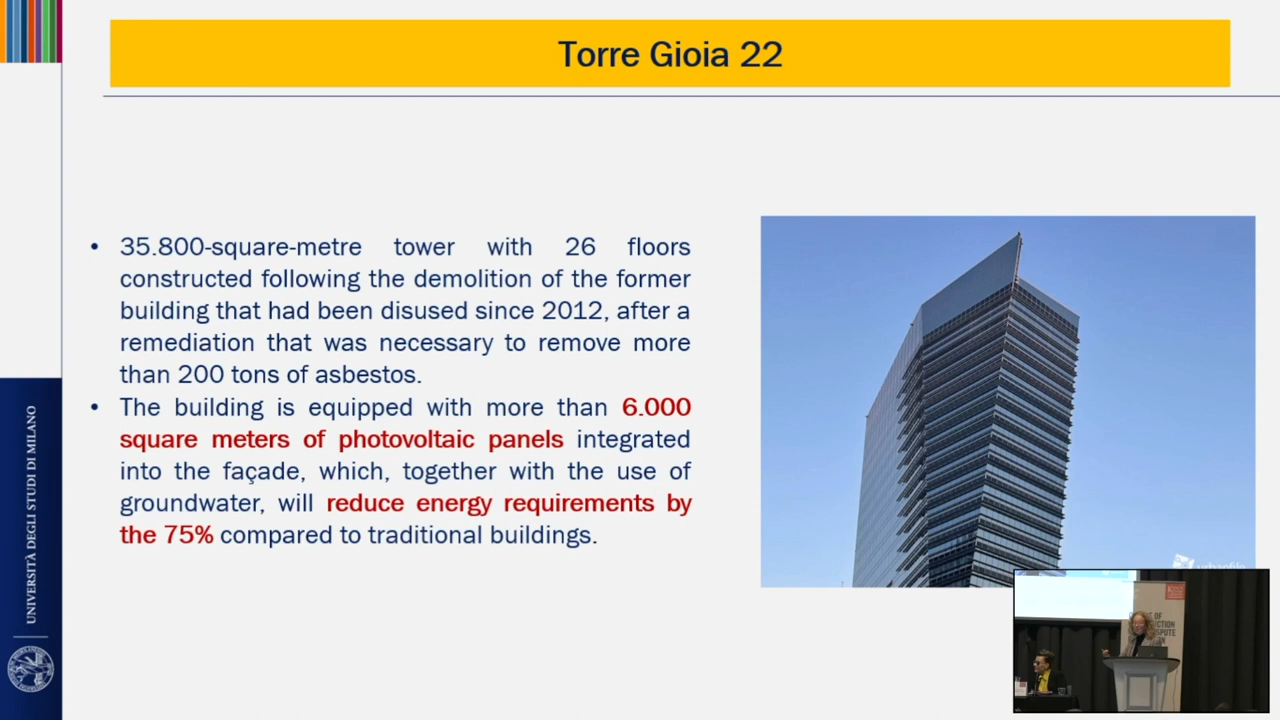 Torre Gioia 22
• 35.800-square-metre tower with 26 floors
constructed following the demolition of the former
building that had been disused since 2012, after a
remediation that was necessary to remove more
than 200 tons of asbestos.
• The building is equipped with more than 6.000
square meters of photovoltaic panels integrated
into the façade, which, together with the use of
groundwater, will reduce energy requirements by
the 75% compared to traditional buildings.
UNIVERSITÀ DEGLI STUDI DI MILANO
urbanfile
OF